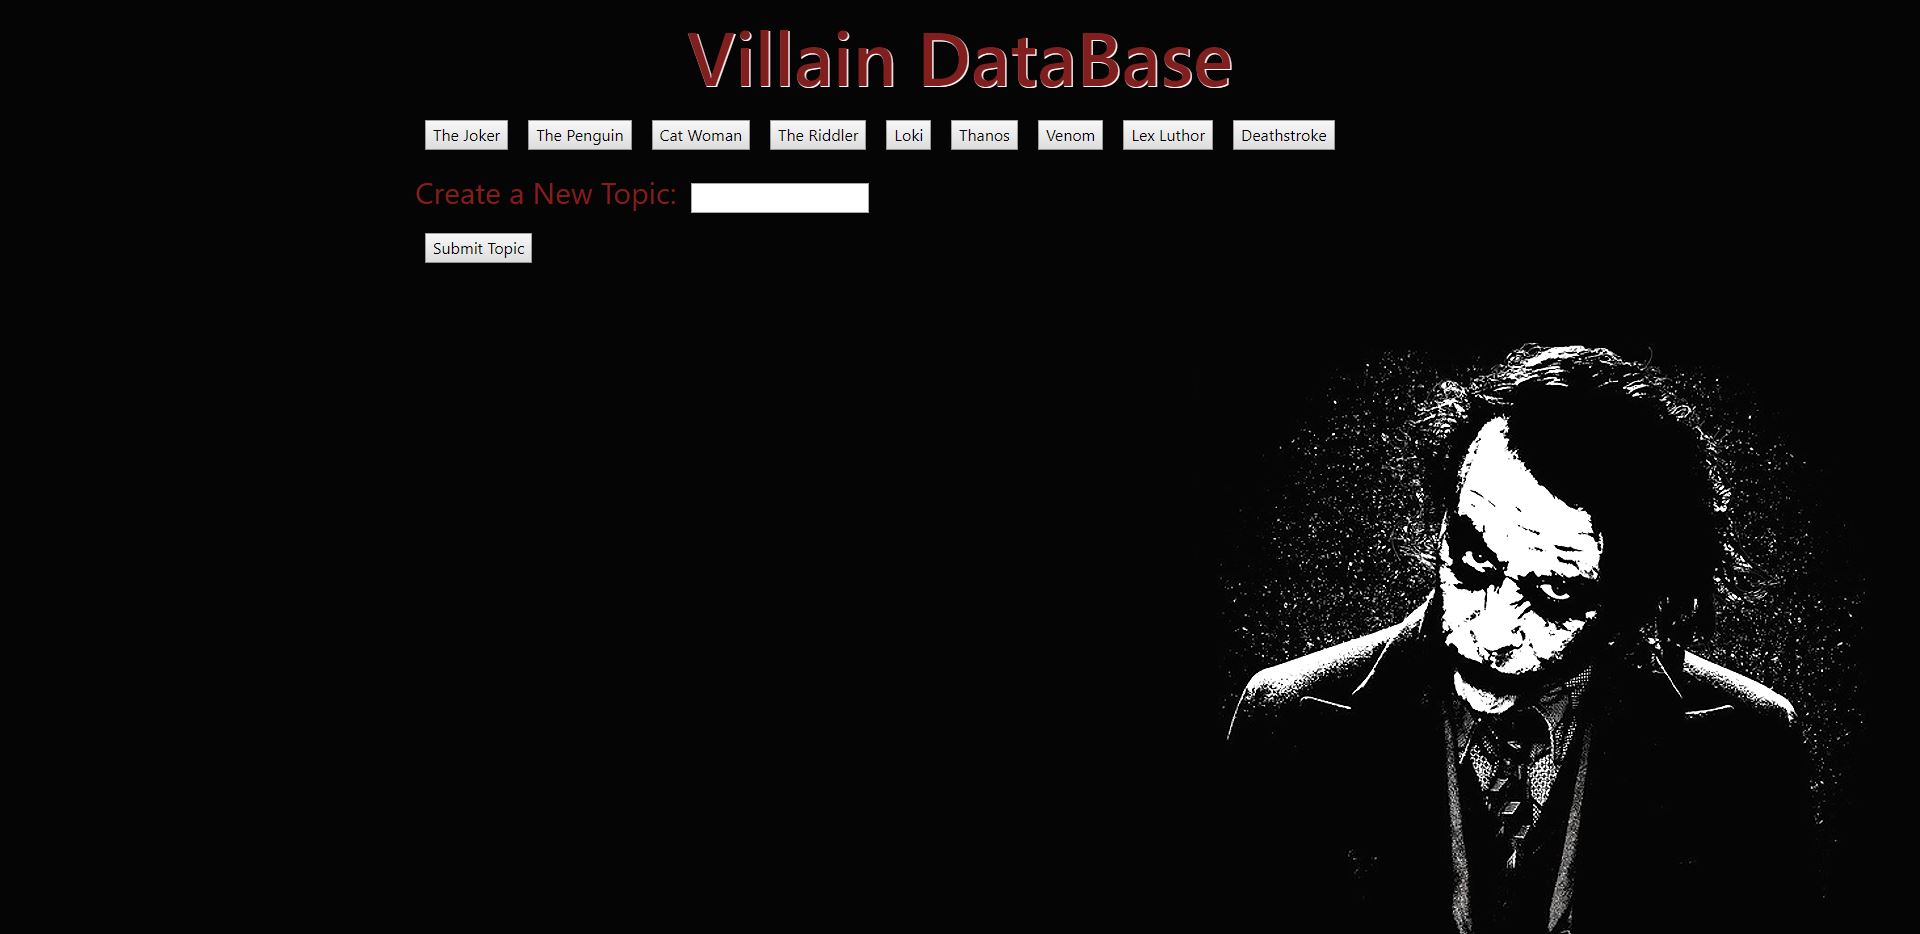 Villain DataBase
The Joker The Penguin Cat Woman The Riddler Loki Thanos Venom Lex Luthor Deathstroke
Create a New Topic:
Submit Topic